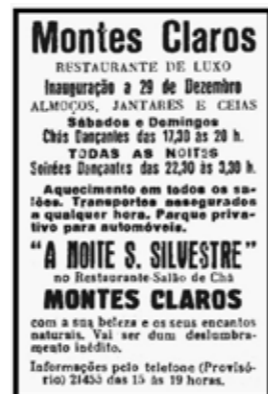 Montes Claros
RESTAURANTE DE LUXO
Inauguração a 29 de Dezembro
ALMOÇOS, JANTARES E CEIAS
Sábados e Domingos
Chás Dançantes das 17,30 às 20 h.
TODAS AS NOITES
Soirées Dançantes das 22,30 às 3,30 h.
Aquecimento em todos os sa-
lões. Transportes assegurados
a qualquer hora. Parque priva-
tivo para automóveis.
"A NOITE S. SILVESTRE"
no Restaurante-Salão de Chá
MONTES CLAROS
com a sua beleza e os seus encantos
naturais. Vai ser dum deslumbra-
mento inédito.
Informações pelo telefone (Provisó-
rio) 21455 das 15 às 19 horas.